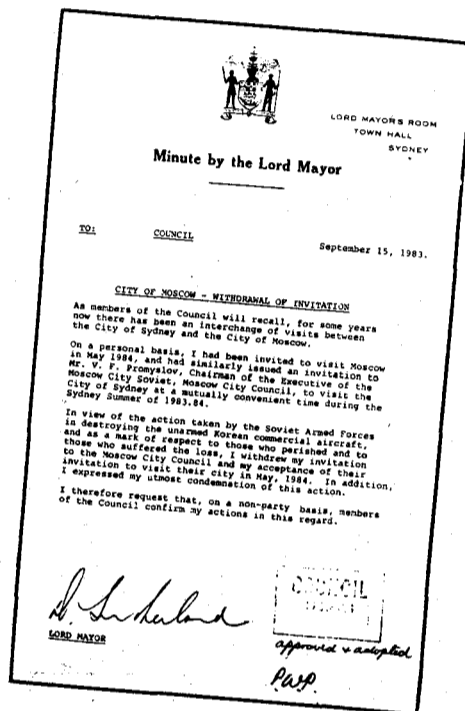 LORD MAYOR'S ROOM
TOWN HALL
SYDNEY
Minute by the Lord Mayor
TO: COUNCIL
September 15, 1983.
CITY OF MOSCOW - WITHDRAWAL OF INVITATION
As members of the Council will recall, for some years
now there has been an interchange of visits between
the City of Sydney and the City of Moscow.
On a personal basis, I had been invited to visit Moscow
in May 1984, and had similarly issued an invitation to
Mr. V. F. Promyslov, Chairman of the Executive of the
Moscow City Soviet, Moscow City Council, to visit the
City of Sydney at a mutually convenient time during the
Sydney Summer of 1983.84.
In view of the action taken by the Soviet Armed Forces
in destroying the unarmed Korean commercial aircraft,
and as a mark of respect to those who perished and to
those who suffered the loss, I withdrew my invitation
to the Moscow City Council and my acceptance of their
invitation to visit their city in May, 1984. In addition,
I expressed my utmost condemnation of this action.
I therefore request that, on a non-party basis, members
of the Council confirm my actions in this regard.
D. Sutherland
LORD MAYOR
COUNCIL
approved + adopted
P.W.P.